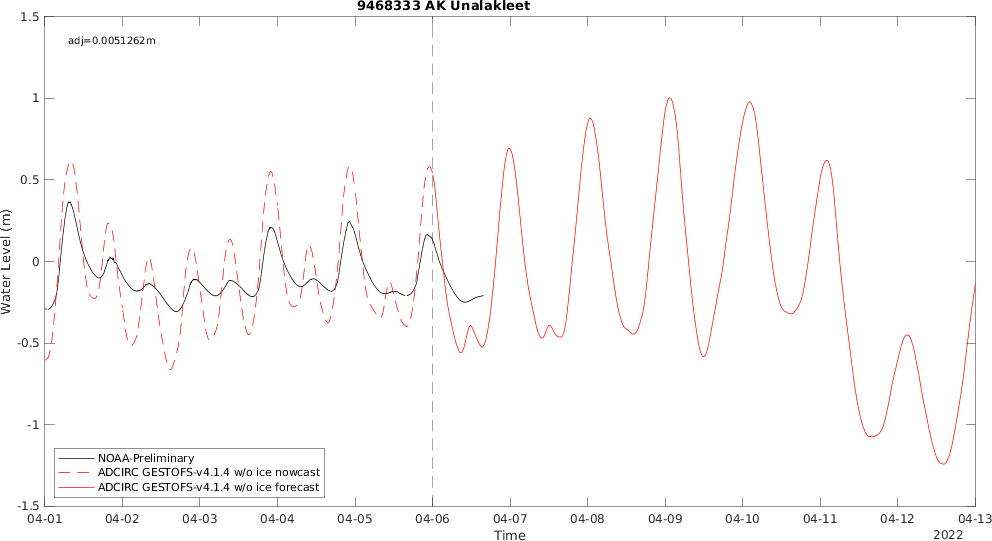 9468333 AK Unalakleet
adj=0.0051262m
1.5
1
0.5
0
-0.5
-1
-1.5
Water Level (m)
NOAA-Preliminary
ADCIRC GESTOFS-v4.1.4 w/o ice nowcast
ADCIRC GESTOFS-v4.1.4 w/o ice forecast
04-01 04-02 04-03 04-04 04-05 04-06 04-07 04-08 04-09 04-10 04-11 04-12 04-13
Time
2022